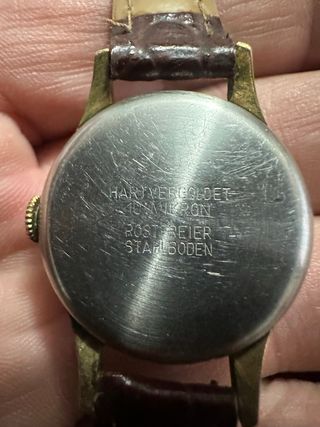 HARTVERGOLDET
10 MIKRON
ROSTFREIER
STAHLBODEN